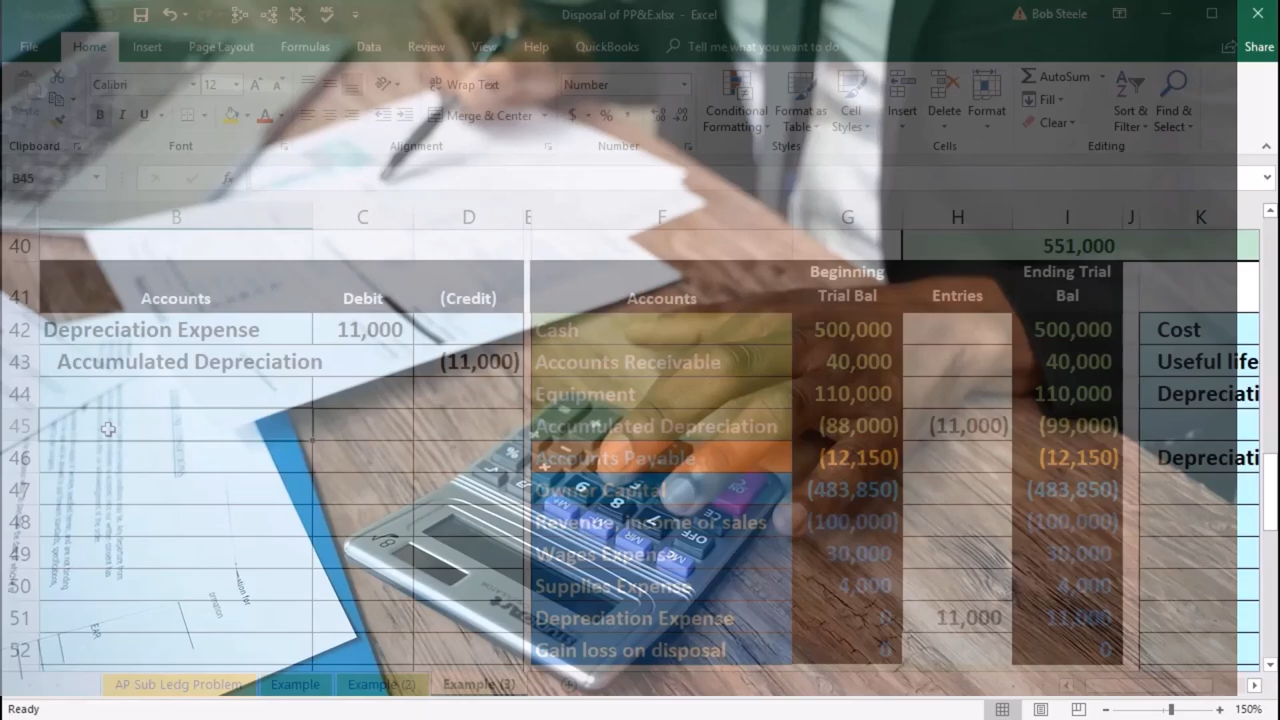 Disposal of PP&E.xlsx - Excel
Bob Steele
File Home Insert Page Layout Formulas Data Review View Help QuickBooks Tell me what you want to do Share
Calibri 12 Wrap Text Number AutoSum
Fill
B I U Merge & Center $ % Conditional Formatting Format as Table Cell Styles Insert Delete Format Clear Sort & Filter Find & Select
Clipboard Font Alignment Number Styles Cells Editing
B45 fx
B C D E F G H I J K
40 551,000
41 Accounts Debit (Credit) Accounts Beginning Trial Bal Entries Ending Trial Bal
42 Depreciation Expense 11,000 Cash 500,000 500,000 Cost
43 Accumulated Depreciation (11,000) Accounts Receivable 40,000 40,000 Useful life
44 Equipment 110,000 110,000 Depreciati
45 Accumulated Depreciation (88,000) (11,000) (99,000)
46 Accounts Payable (12,150) (12,150) Depreciati
47 Owner Capital (483,850) (483,850)
48 Revenue, income or sales (100,000) (100,000)
49 Wages Expense 30,000 30,000
50 Supplies Expense 4,000 4,000
51 Depreciation Expense 0 11,000 11,000
52 Gain loss on disposal 0 0
AP Sub Ledg Problem Example Example (2) Example (3)
Ready 150%